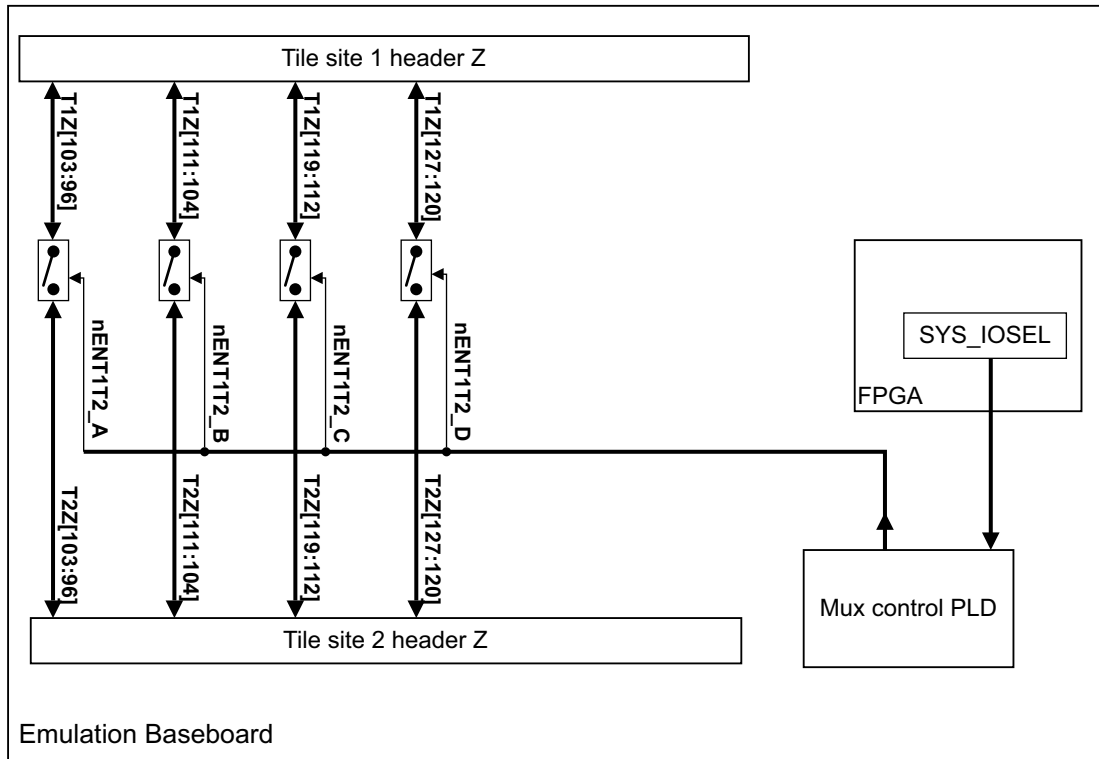 Tile site 1 header Z
T1Z[103:96]
T1Z[111:104]
T1Z[119:112]
T1Z[127:120]
nENT1T2_A
nENT1T2_B
nENT1T2_C
nENT1T2_D
SYS_IOSEL
FPGA
T2Z[103:96]
T2Z[111:104]
T2Z[119:112]
T2Z[127:120]
Mux control PLD
Tile site 2 header Z
Emulation Baseboard